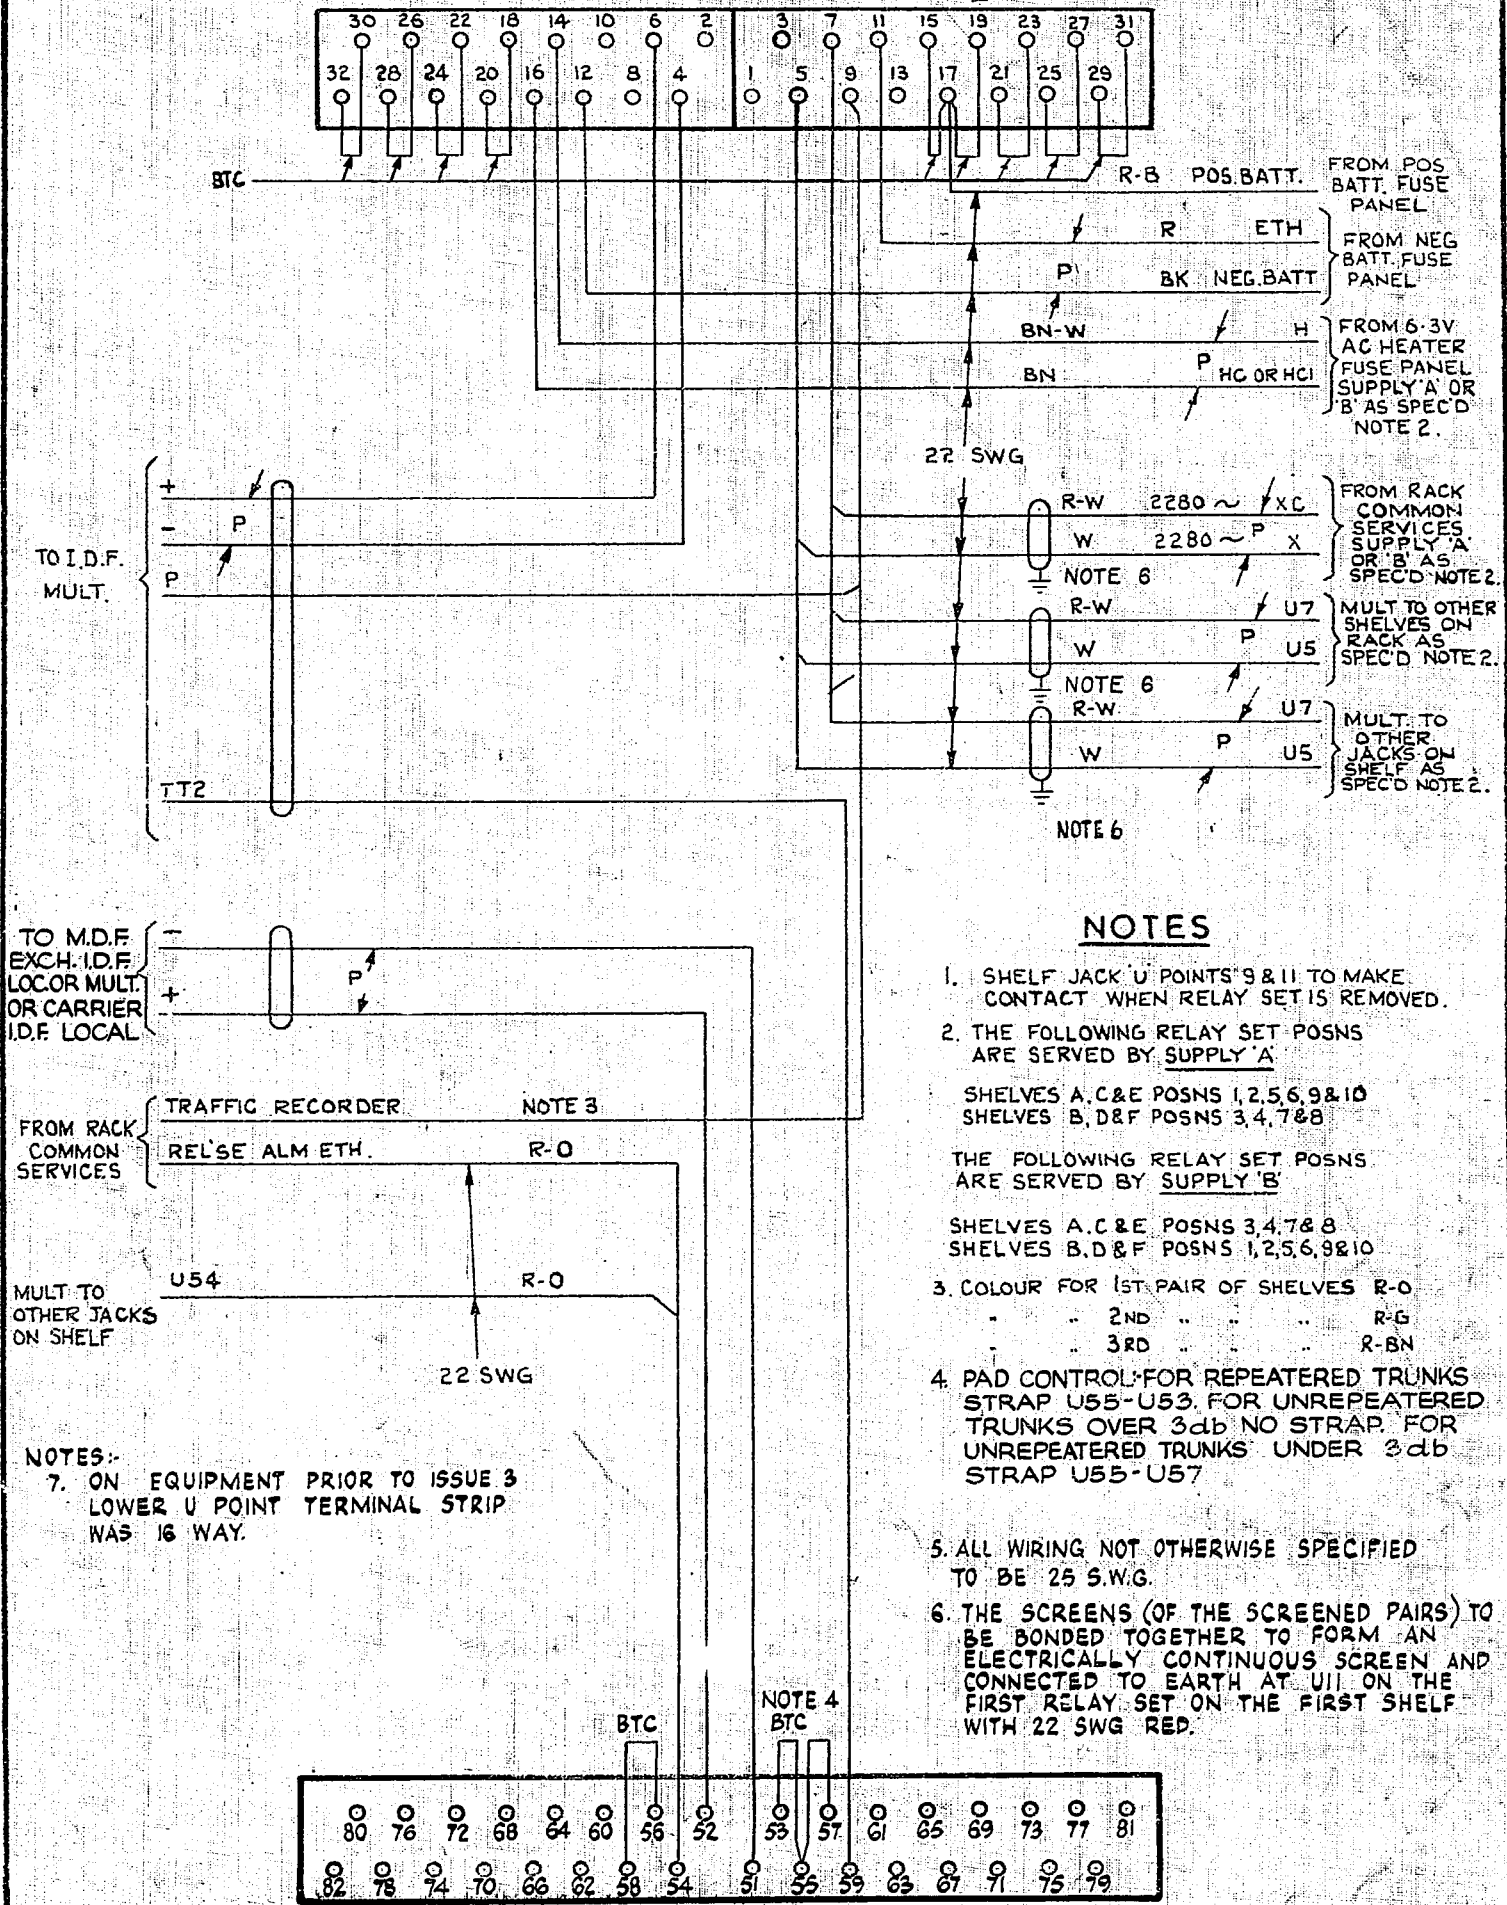 30 26 22 18 14 10 6 2 3 7 11 15 19 23 27 31
32 28 24 20 16 12 8 4 1 5 9 13 17 21 25 29
BTC
R-B POS.BATT.
FROM POS
BATT. FUSE
PANEL
R ETH
P
BK NEG.BATT
FROM NEG
BATT. FUSE
PANEL
BN-W H
P
BN HC OR HC1
FROM 6·3V
AC HEATER
FUSE PANEL
SUPPLY 'A' OR
'B' AS SPEC'D
NOTE 2.
22 SWG
+
-
P
P
TO I.D.F.
MULT.
TT2
R-W 2280 ~ XC
P
W 2280 ~ X
NOTE 6
FROM RACK
COMMON
SERVICES
SUPPLY 'A'
OR 'B' AS
SPEC'D NOTE 2.
R-W U7
P
W U5
NOTE 6
MULT TO OTHER
SHELVES ON
RACK AS
SPEC'D NOTE 2.
R-W U7
P
W U5
NOTE 6
MULT. TO
OTHER
JACKS ON
SHELF AS
SPEC'D NOTE 2.
TO M.D.F.
EXCH. I.D.F.
LOC.OR MULT.
OR CARRIER
I.D.F. LOCAL
-
P
+
FROM RACK
COMMON
SERVICES
TRAFFIC RECORDER NOTE 3
REL'SE ALM ETH. R-O
MULT TO
OTHER JACKS
ON SHELF
U54 R-O
22 SWG
NOTES:-
7. ON EQUIPMENT PRIOR TO ISSUE 3
LOWER U POINT TERMINAL STRIP
WAS 16 WAY.
NOTES
1. SHELF JACK 'U' POINTS 9 & 11 TO MAKE
CONTACT WHEN RELAY SET IS REMOVED.
2. THE FOLLOWING RELAY SET POSNS
ARE SERVED BY SUPPLY 'A'
SHELVES A.C&E POSNS 1,2,5,6,9&10
SHELVES B,D&F POSNS 3,4,7&8
THE FOLLOWING RELAY SET POSNS
ARE SERVED BY SUPPLY 'B'
SHELVES A.C&E POSNS 3,4,7&8
SHELVES B.D&F POSNS 1,2,5,6,9&10
3. COLOUR FOR 1ST PAIR OF SHELVES R-O
" " 2ND " " " R-G
" " 3RD " " " R-BN
4. PAD CONTROL:-FOR REPEATERED TRUNKS
STRAP U55-U53. FOR UNREPEATERED
TRUNKS OVER 3db NO STRAP. FOR
UNREPEATERED TRUNKS UNDER 3db
STRAP U55-U57
5. ALL WIRING NOT OTHERWISE SPECIFIED
TO BE 25 S.W.G.
6. THE SCREENS (OF THE SCREENED PAIRS) TO
BE BONDED TOGETHER TO FORM AN
ELECTRICALLY CONTINUOUS SCREEN AND
CONNECTED TO EARTH AT U11 ON THE
FIRST RELAY SET ON THE FIRST SHELF
WITH 22 SWG RED.
BTC
NOTE 4
BTC
80 76 72 68 64 60 56 52 53 57 61 65 69 73 77 81
82 78 74 70 66 62 58 54 51 55 59 63 67 71 75 79